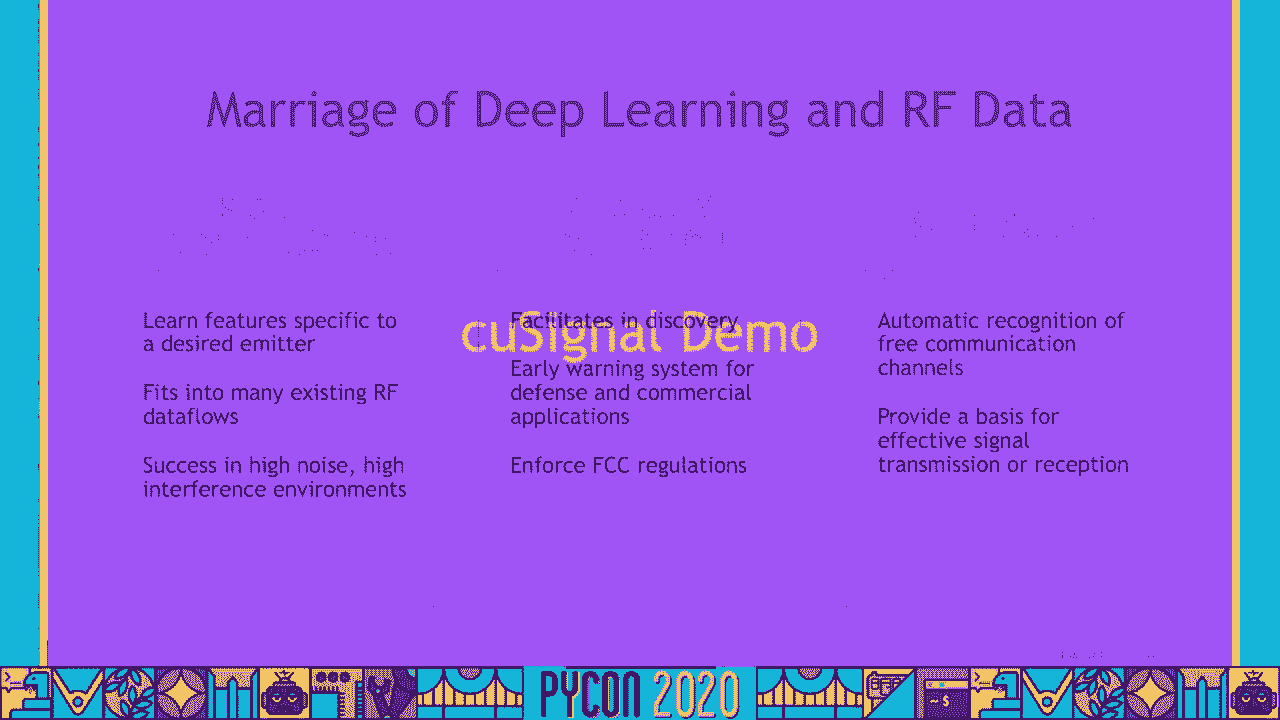 Marriage of Deep Learning and RF Data
Learn features specific to
a desired emitter
Fits into many existing RF
dataflows
Success in high noise, high
interference environments
Facilitates in discovery
Early warning system for
defense and commercial
applications
Enforce FCC regulations
Automatic recognition of
free communication
channels
Provide a basis for
effective signal
transmission or reception
cuSignal Demo
PYCON 2020
~$